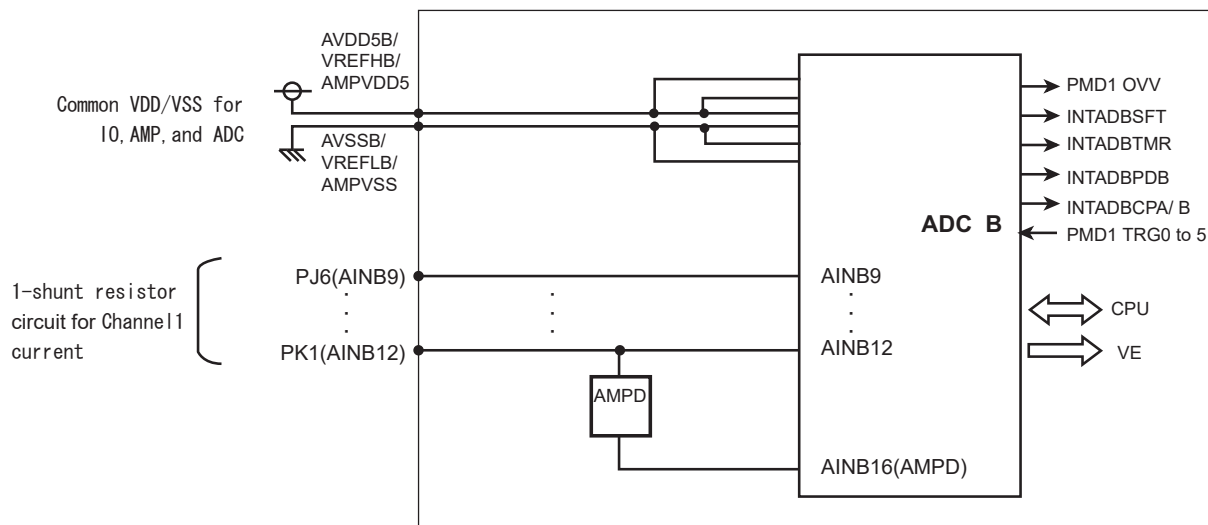 AVDD5B/
VREFHB/
AMPVDD5
Common VDD/VSS for
IO, AMP, and ADC
AVSSB/
VREFLB/
AMPVSS
PMD1 OVV
INTADBSFT
INTADBTMR
INTADBPDB
INTADBCPA/ B
ADC B
PMD1 TRG0 to 5
1-shunt resistor
circuit for Channel1
current
PJ6(AINB9)
AINB9
CPU
PK1(AINB12)
AINB12
VE
AMPD
AINB16(AMPD)